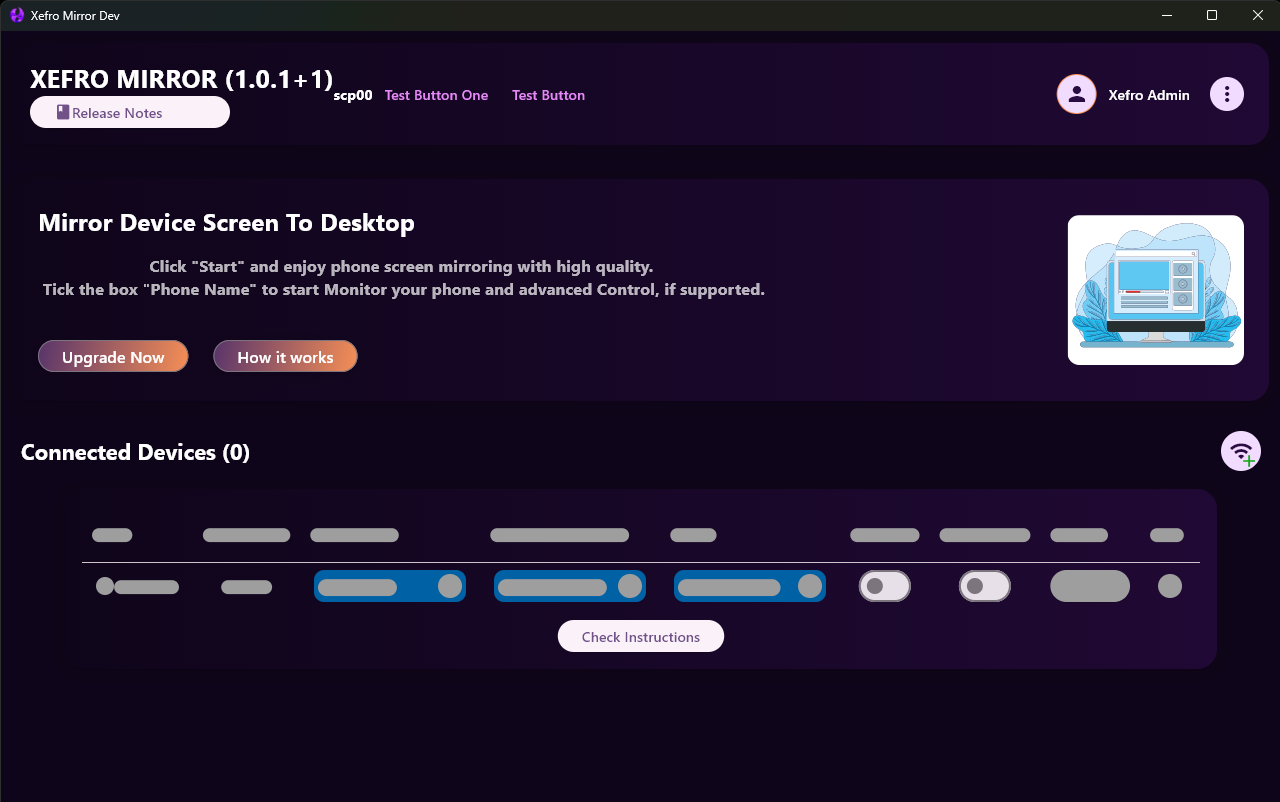 Xefro Mirror Dev
XEFRO MIRROR (1.0.1+1)
Release Notes
scp00
Test Button One
Test Button
Xefro Admin
Mirror Device Screen To Desktop
Click "Start" and enjoy phone screen mirroring with high quality.
Tick the box "Phone Name" to start Monitor your phone and advanced Control, if supported.
Upgrade Now
How it works
Connected Devices (0)
Check Instructions